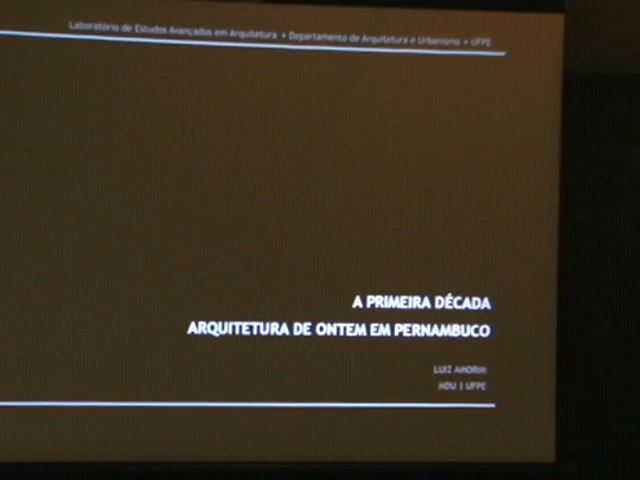 Laboratório de Estudos Avançados em Arquitetura • Departamento de Arquitetura e Urbanismo • UFPE
A PRIMEIRA DÉCADA
ARQUITETURA DE ONTEM EM PERNAMBUCO
LUIZ AMORIM
MDU | UFPE